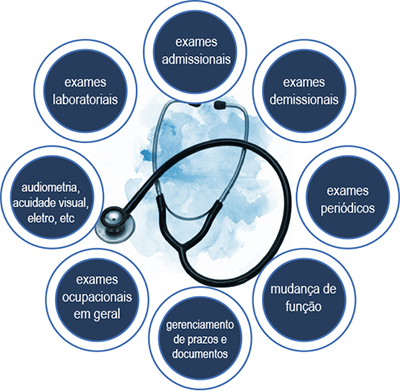 exames
admissionais
exames
demissionais
exames
periódicos
mudança de
função
gerenciamento
de prazos e
documentos
exames
ocupacionais
em geral
audiometria,
acuidade visual,
eletro, etc
exames
laboratoriais